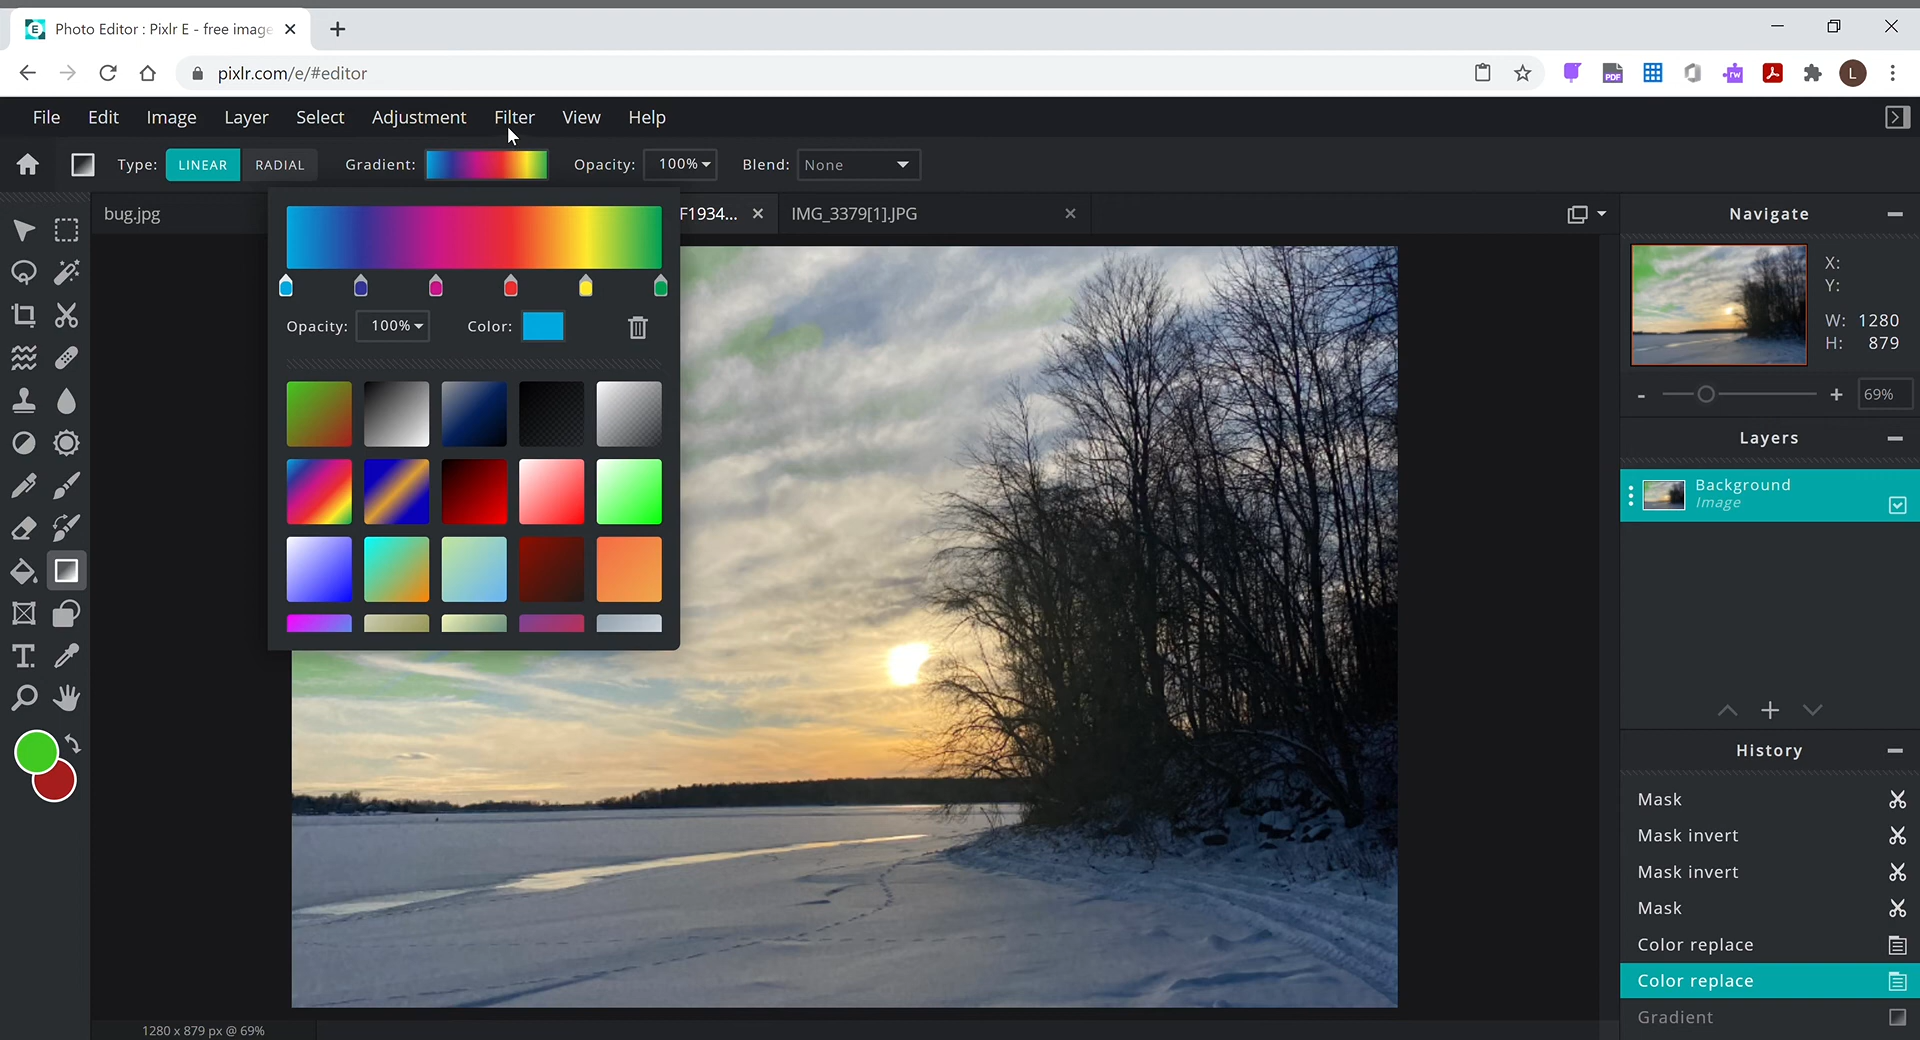 Photo Editor : Pixlr E - free image
pixlr.com/e/#editor
PDF
rw
L
File Edit Image Layer Select Adjustment Filter View Help
Type: LINEAR RADIAL Gradient: Opacity: 100% Blend: None
bug.jpg F1934... IMG_3379[1].JPG
Opacity: 100% Color:
Navigate
X:
Y:
W: 1280
H: 879
- + 69%
Layers
Background
Image
History
Mask
Mask invert
Mask invert
Mask
Color replace
Color replace
Gradient
1280 x 879 px @ 69%